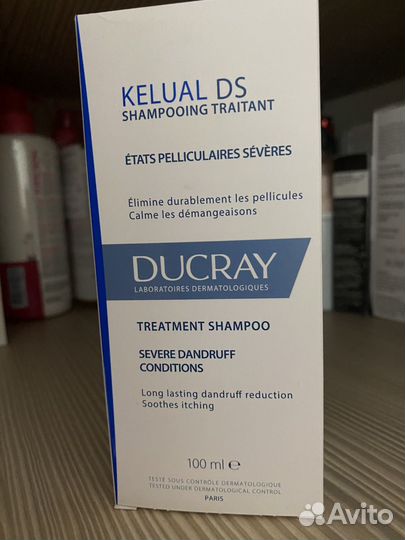 KELUAL DS
SHAMPOOING TRAITANT
ÉTATS PELLICULAIRES SÉVÈRES
Élimine durablement les pellicules
Calme les démangeaisons
DUCRAY
LABORATOIRES DERMATOLOGIQUES
TREATMENT SHAMPOO
SEVERE DANDRUFF
CONDITIONS
Long lasting dandruff reduction
Soothes itching
100 ml ℮
TESTÉ SOUS CONTRÔLE DERMATOLOGIQUE
TESTED UNDER DERMATOLOGICAL CONTROL
PARIS
Avito